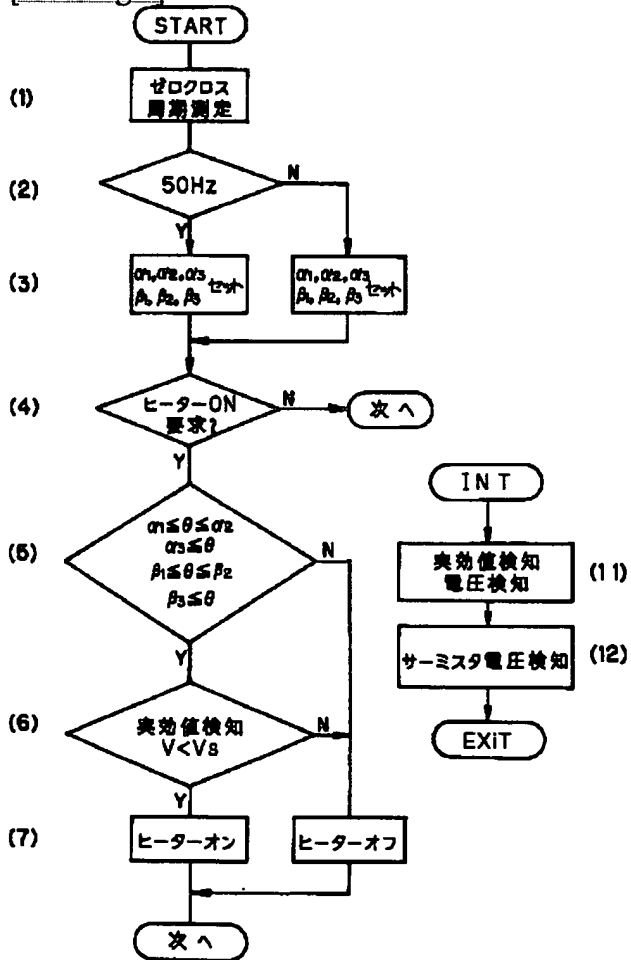 START
(1)
ゼロクロス
周期測定
(2)
50Hz
N
Y
(3)
α1,α2,α3
β1, β2, β3
セット
α1,α2,α3
β1, β2, β3
セット
(4)
ヒーターON
要求?
N
次へ
Y
(5)
α1≦θ≦α2
α3≦θ
β1≦θ≦β2
β3≦θ
N
Y
(6)
実効値検知
V<Vs
N
Y
(7)
ヒーターオン
ヒーターオフ
次へ
INT
実効値検知
電圧検知
(11)
サーミスタ電圧検知
(12)
EXiT